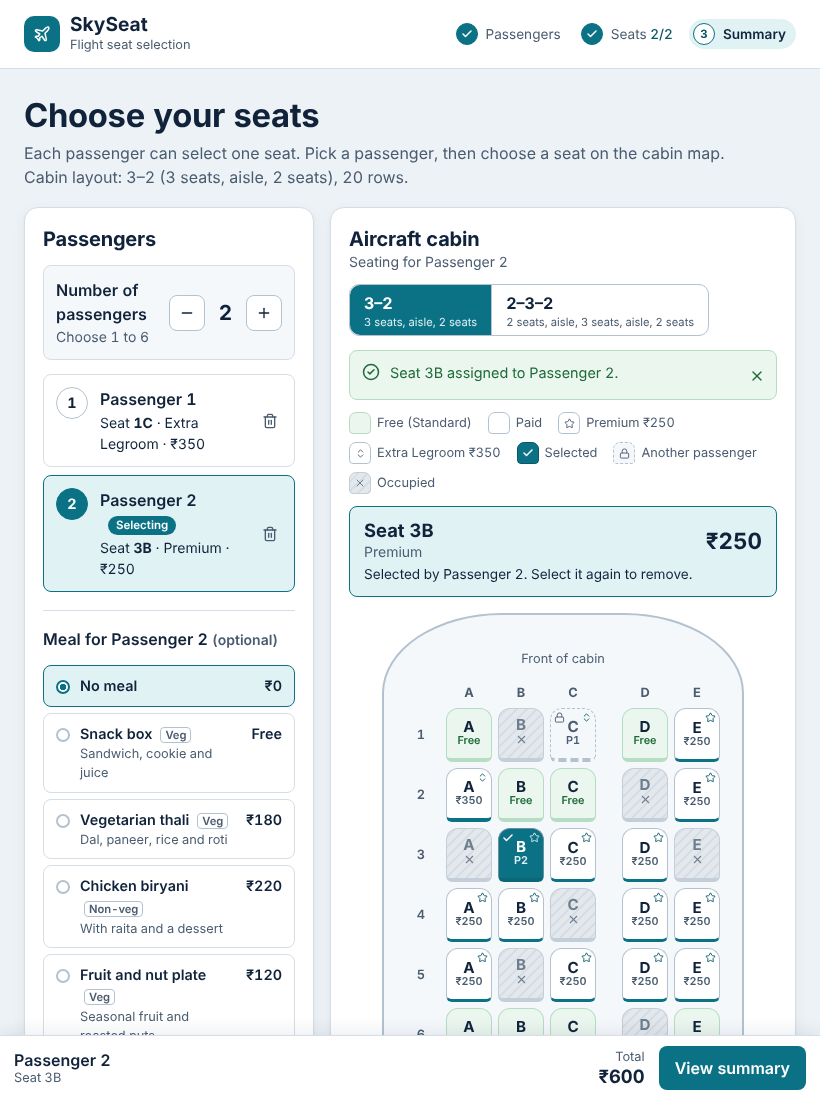 SkySeat
Flight seat selection
Passengers
Seats 2/2
3 Summary
Choose your seats
Each passenger can select one seat. Pick a passenger, then choose a seat on the cabin map.
Cabin layout: 3–2 (3 seats, aisle, 2 seats), 20 rows.
Passengers
Number of
passengers
Choose 1 to 6
− 2 +
1
Passenger 1
Seat 1C · Extra
Legroom · ₹350
2
Passenger 2
Selecting
Seat 3B · Premium ·
₹250
Meal for Passenger 2 (optional)
No meal ₹0
Snack box Veg Free
Sandwich, cookie and
juice
Vegetarian thali Veg ₹180
Dal, paneer, rice and roti
Chicken biryani ₹220
Non-veg
With raita and a dessert
Fruit and nut plate ₹120
Veg
Seasonal fruit and
roasted nuts
Aircraft cabin
Seating for Passenger 2
3–2
3 seats, aisle, 2 seats
2–3–2
2 seats, aisle, 3 seats, aisle, 2 seats
Seat 3B assigned to Passenger 2.
Free (Standard) Paid Premium ₹250
Extra Legroom ₹350 Selected Another passenger
Occupied
Seat 3B
Premium
₹250
Selected by Passenger 2. Select it again to remove.
Front of cabin
A B C D E
1 A B C D E
Free P1 Free ₹250
2 A B C D E
₹350 Free Free ₹250
3 A B C D E
P2 ₹250 ₹250
4 A B C D E
₹250 ₹250 ₹250 ₹250
5 A B C D E
₹250 ₹250 ₹250 ₹250
6 A B C D E
Passenger 2
Seat 3B
Total
₹600
View summary